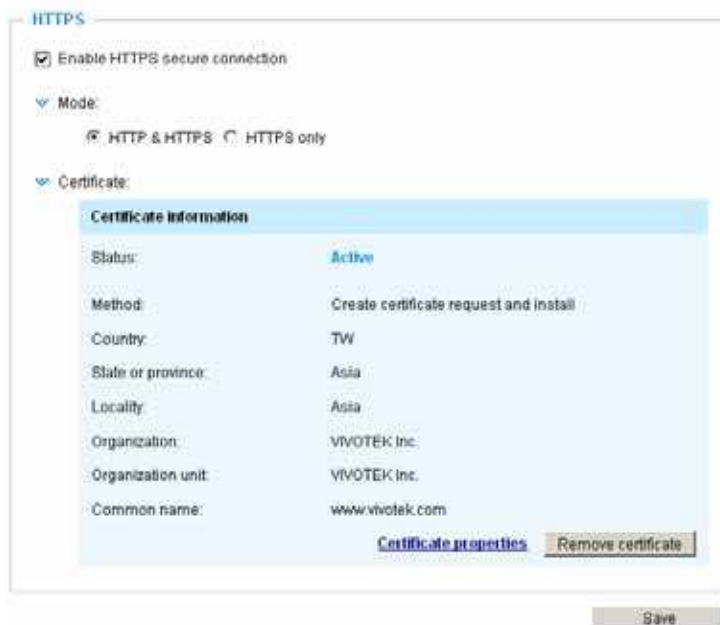 HTTPS
Enable HTTPS secure connection
Mode:
HTTP & HTTPS HTTPS only
Certificate:
Certificate information
Status: Active
Method: Create certificate request and install
Country: TW
State or province: Asia
Locality: Asia
Organization: VIVOTEK Inc.
Organization unit: VIVOTEK Inc.
Common name: www.vivotek.com
Certificate properties Remove certificate
Save